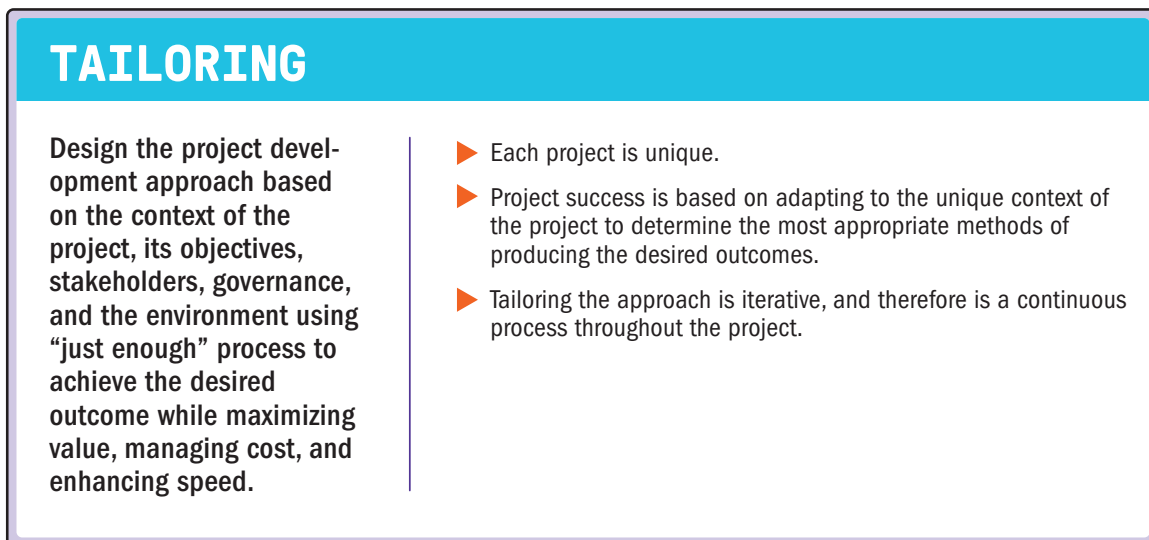 TAILORING
Design the project devel-
opment approach based
on the context of the
project, its objectives,
stakeholders, governance,
and the environment using
“just enough” process to
achieve the desired
outcome while maximizing
value, managing cost, and
enhancing speed.
Each project is unique.
Project success is based on adapting to the unique context of
the project to determine the most appropriate methods of
producing the desired outcomes.
Tailoring the approach is iterative, and therefore is a continuous
process throughout the project.